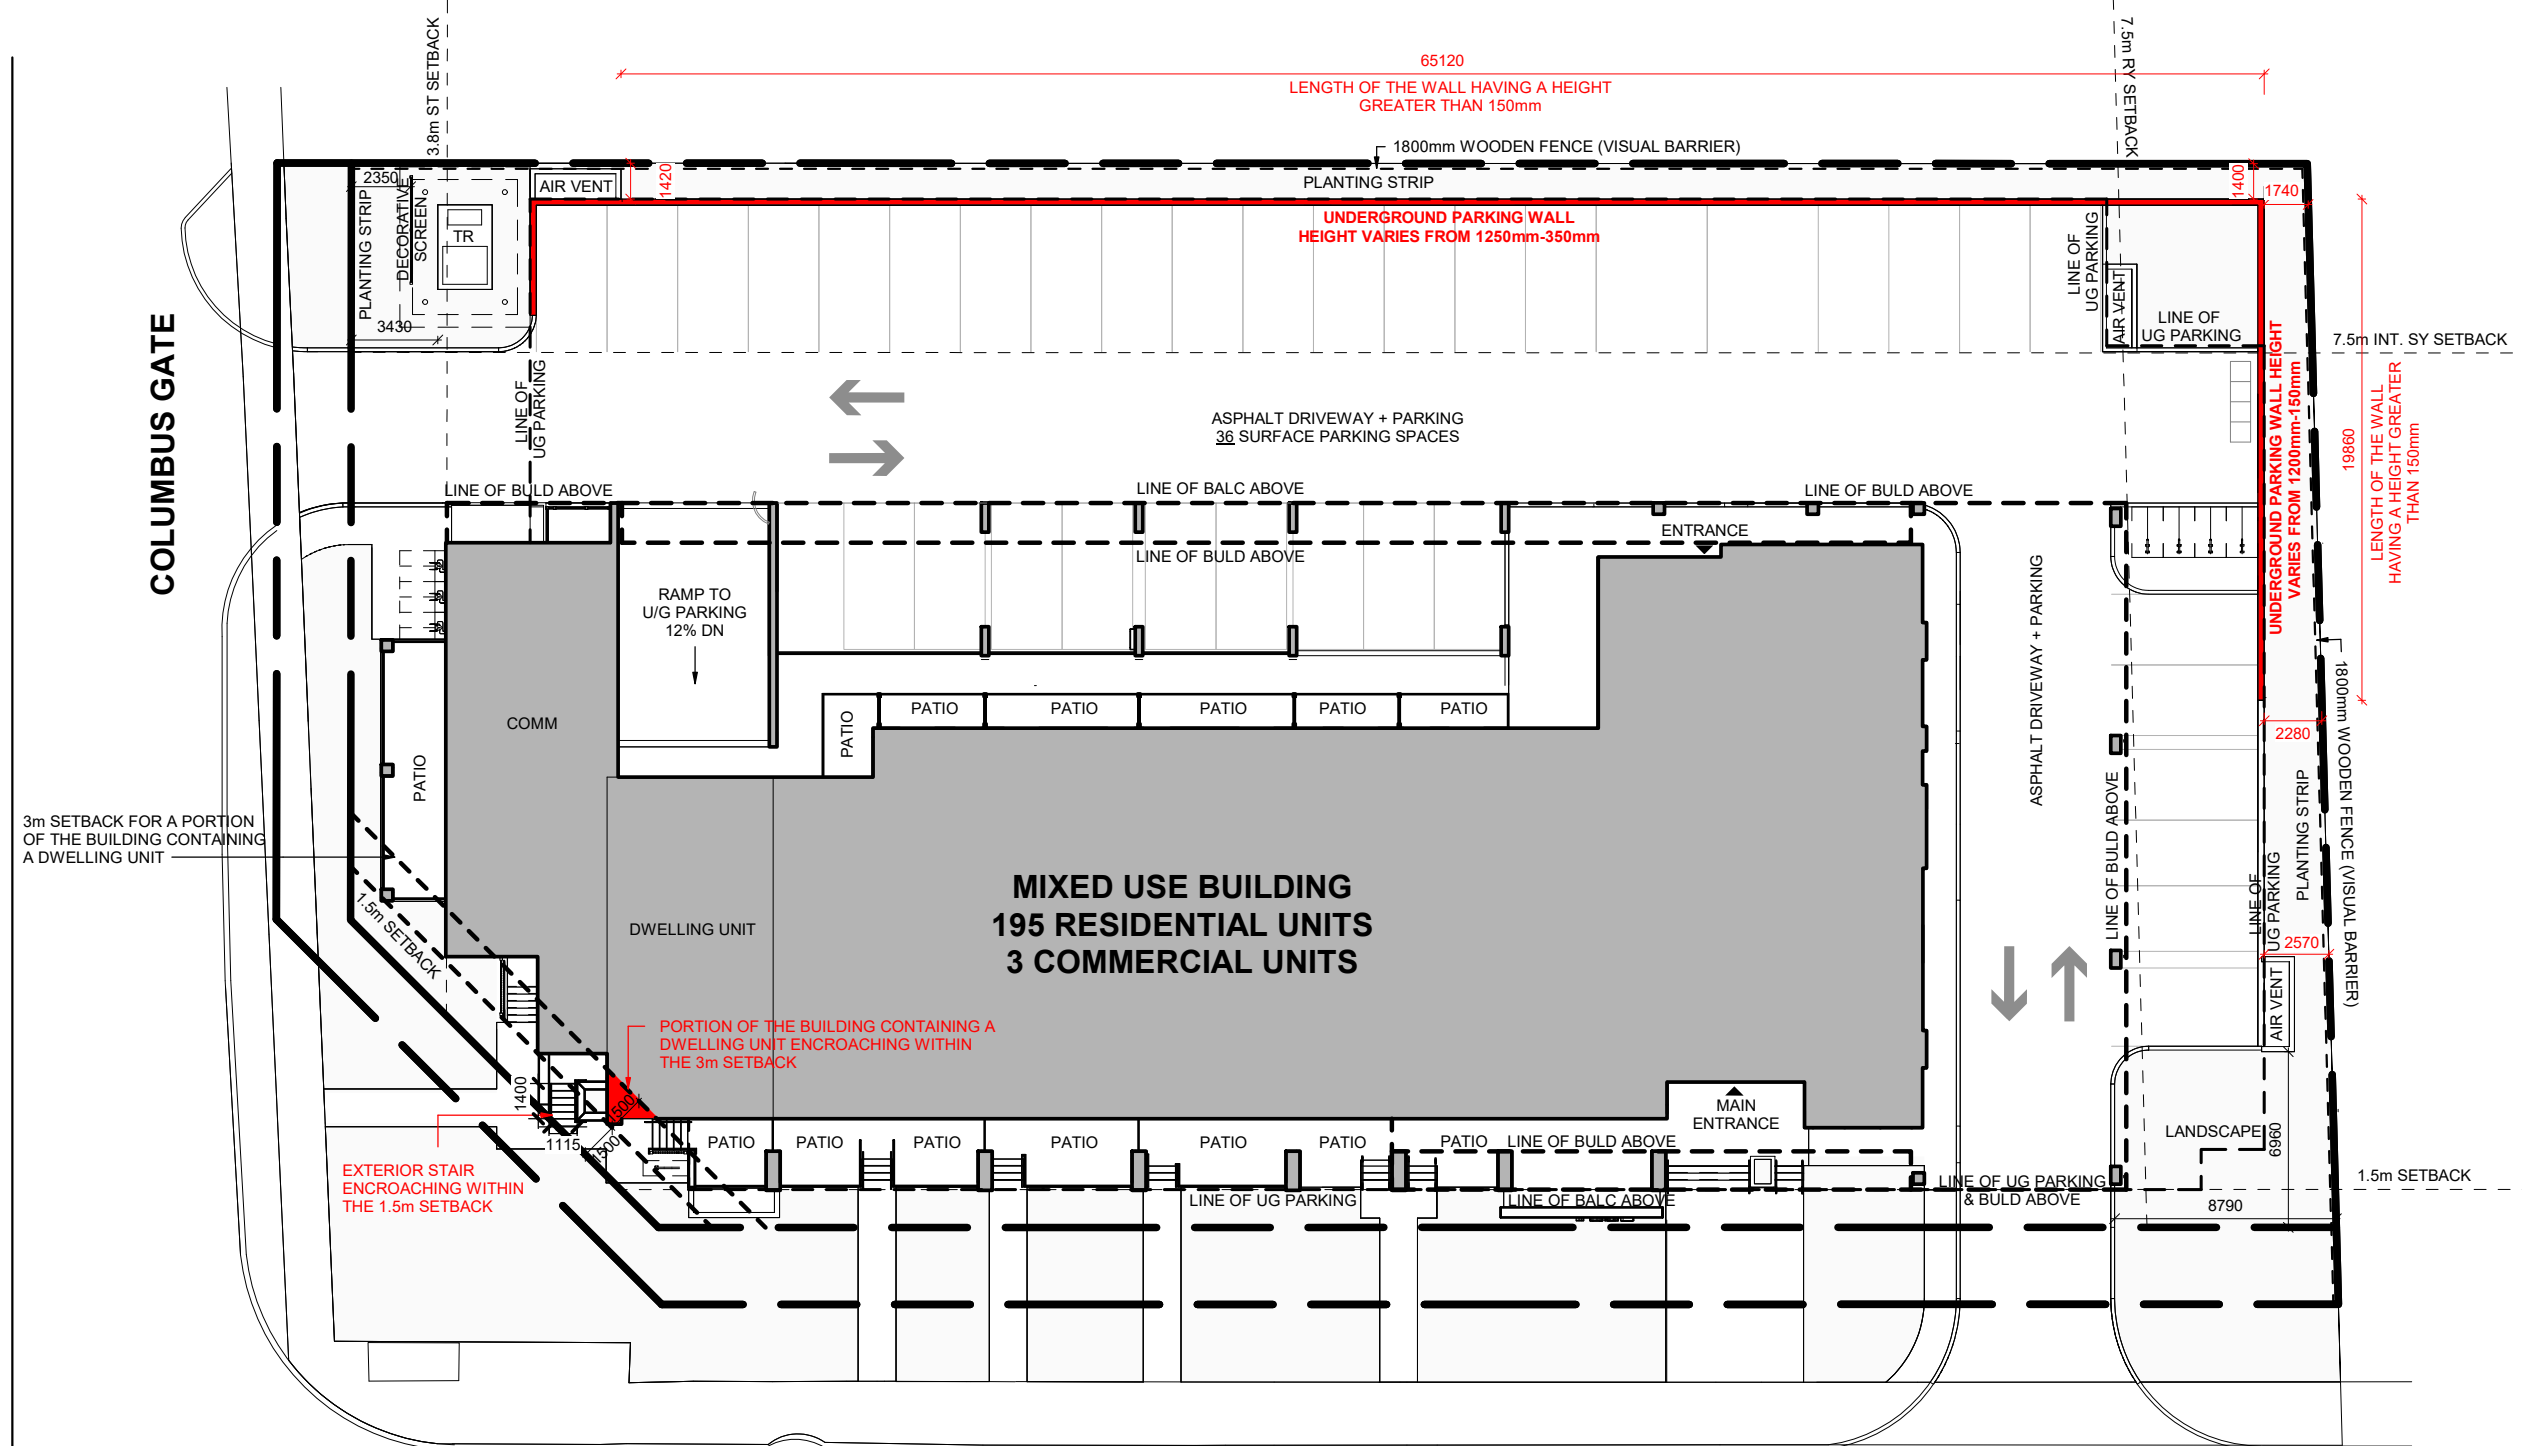 3.8m ST SETBACK
65120
LENGTH OF THE WALL HAVING A HEIGHT
GREATER THAN 150mm
7.5m RY SETBACK
1800mm WOODEN FENCE (VISUAL BARRIER)
2350
AIR VENT
1420
PLANTING STRIP
1400
1740
PLANTING STRIP
DECORATIVE
SCREEN
TR
3430
UNDERGROUND PARKING WALL
HEIGHT VARIES FROM 1250mm-350mm
LINE OF
UG PARKING
AIR VENT
LINE OF
UG PARKING
7.5m INT. SY SETBACK
COLUMBUS GATE
LINE OF
UG PARKING
ASPHALT DRIVEWAY + PARKING
36 SURFACE PARKING SPACES
UNDERGROUND PARKING WALL HEIGHT
VARIES FROM 1200mm-150mm
19860
LENGTH OF THE WALL
HAVING A HEIGHT GREATER
THAN 150mm
LINE OF BULD ABOVE
LINE OF BALC ABOVE
LINE OF BULD ABOVE
ENTRANCE
LINE OF BULD ABOVE
RAMP TO
U/G PARKING
12% DN
ASPHALT DRIVEWAY + PARKING
COMM
PATIO
PATIO
PATIO
PATIO
PATIO
PATIO
PATIO
2280
1800mm WOODEN FENCE (VISUAL BARRIER)
PLANTING STRIP
LINE OF BULD ABOVE
3m SETBACK FOR A PORTION
OF THE BUILDING CONTAINING
A DWELLING UNIT
1.5m SETBACK
DWELLING UNIT
MIXED USE BUILDING
195 RESIDENTIAL UNITS
3 COMMERCIAL UNITS
LINE OF
UG PARKING
2570
AIR VENT
PORTION OF THE BUILDING CONTAINING A
DWELLING UNIT ENCROACHING WITHIN
THE 3m SETBACK
1400
1500
1115
1500
MAIN
ENTRANCE
PATIO
PATIO
PATIO
PATIO
PATIO
PATIO
PATIO
LINE OF BULD ABOVE
LANDSCAPE
6960
EXTERIOR STAIR
ENCROACHING WITHIN
THE 1.5m SETBACK
LINE OF UG PARKING
LINE OF BALC ABOVE
LINE OF UG PARKING
& BULD ABOVE
8790
1.5m SETBACK